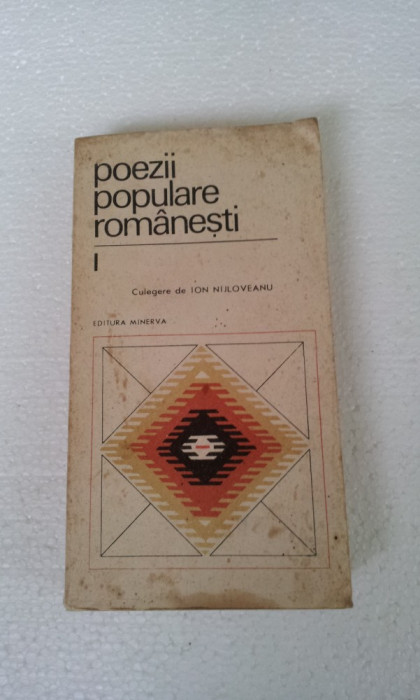 poezii
populare
românești
I
Culegere de ION NIJLOVEANU
EDITURA MINERVA